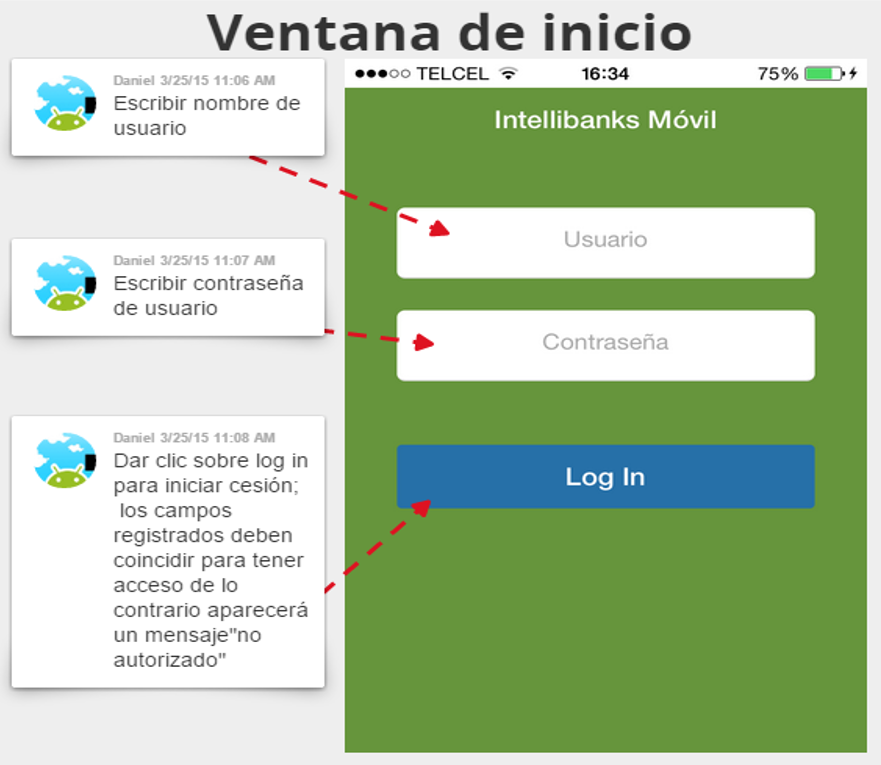 Ventana de inicio
Daniel 3/25/15 11:06 AM
Escribir nombre de
usuario
Daniel 3/25/15 11:07 AM
Escribir contraseña
de usuario
Daniel 3/25/15 11:08 AM
Dar clic sobre log in
para iniciar cesión;
los campos
registrados deben
coincidir para tener
acceso de lo
contrario aparecerá
un mensaje"no
autorizado"
TELCEL 16:34 75%
Intellibanks Móvil
Usuario
Contraseña
Log In